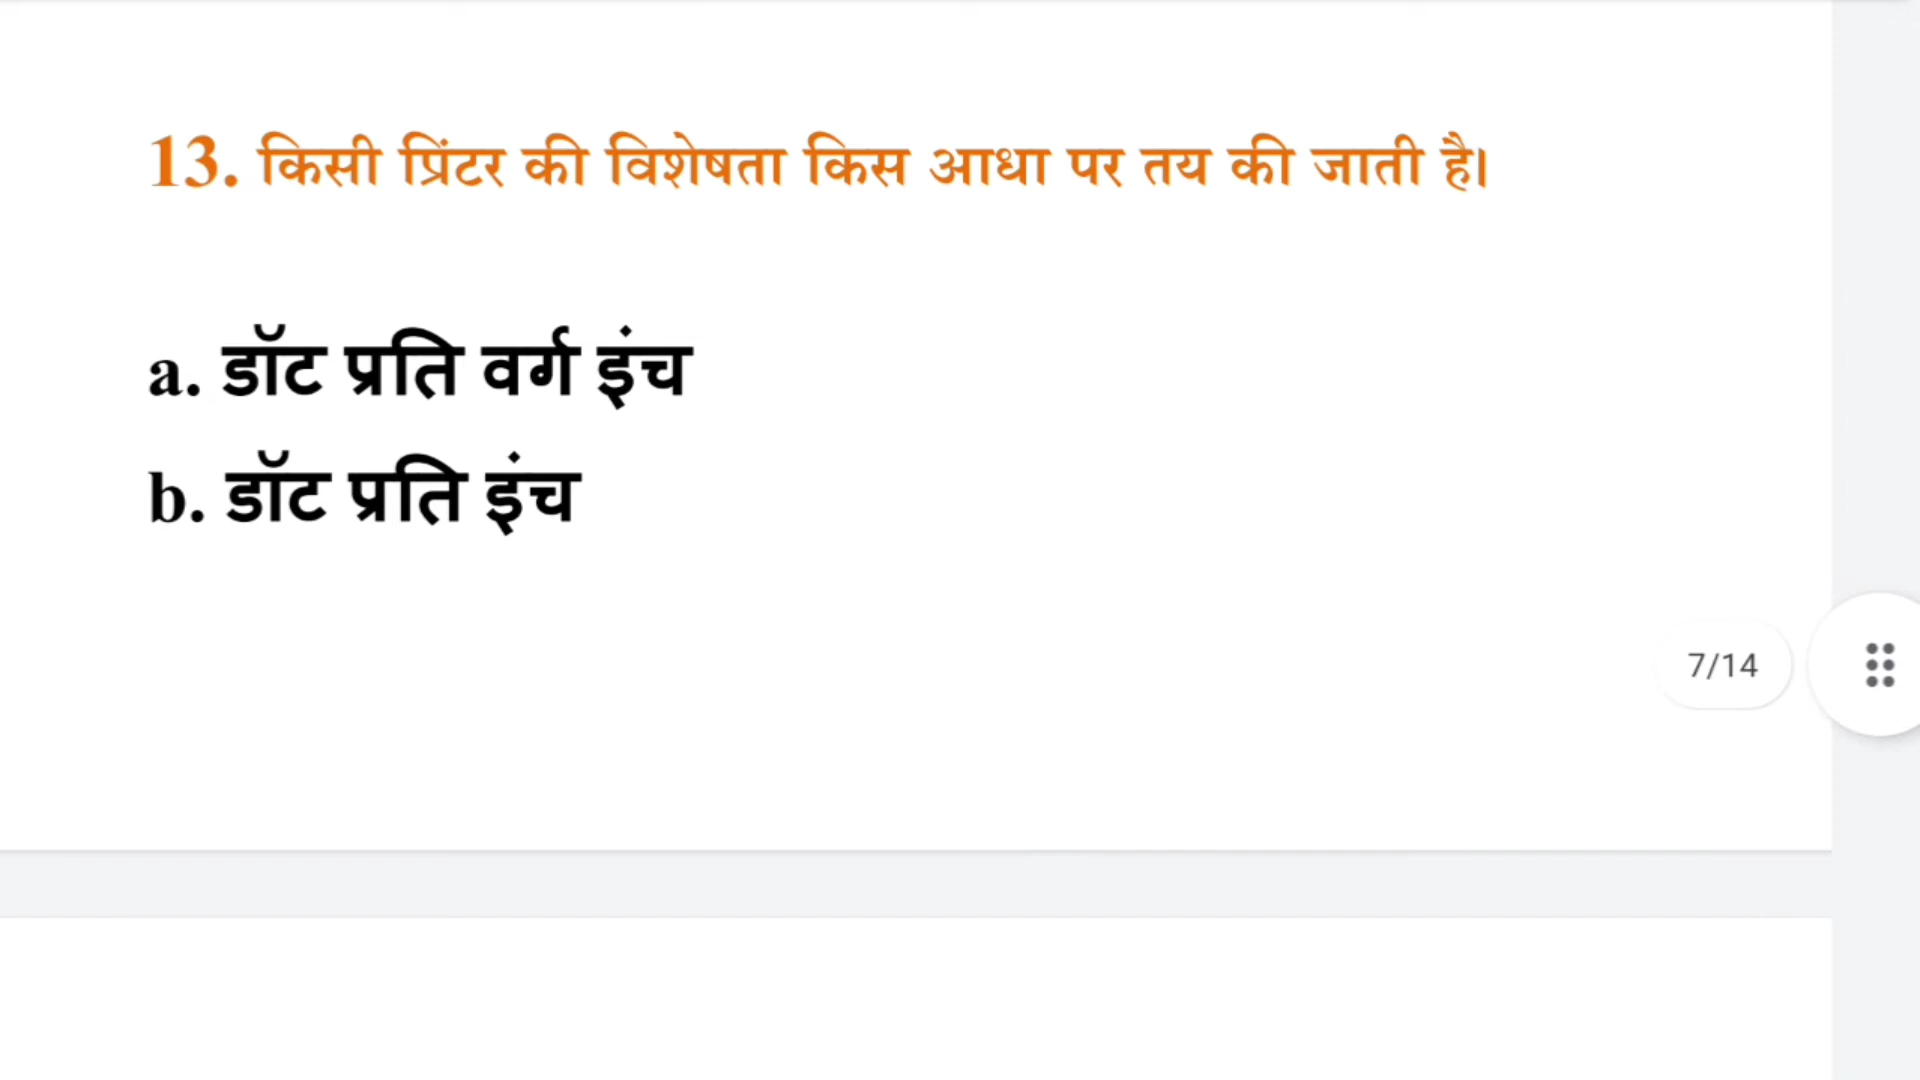 13. किसी प्रिंटर की विशेषता किस आधा पर तय की जाती है।
a. डॉट प्रति वर्ग इंच
b. डॉट प्रति इंच
7/14